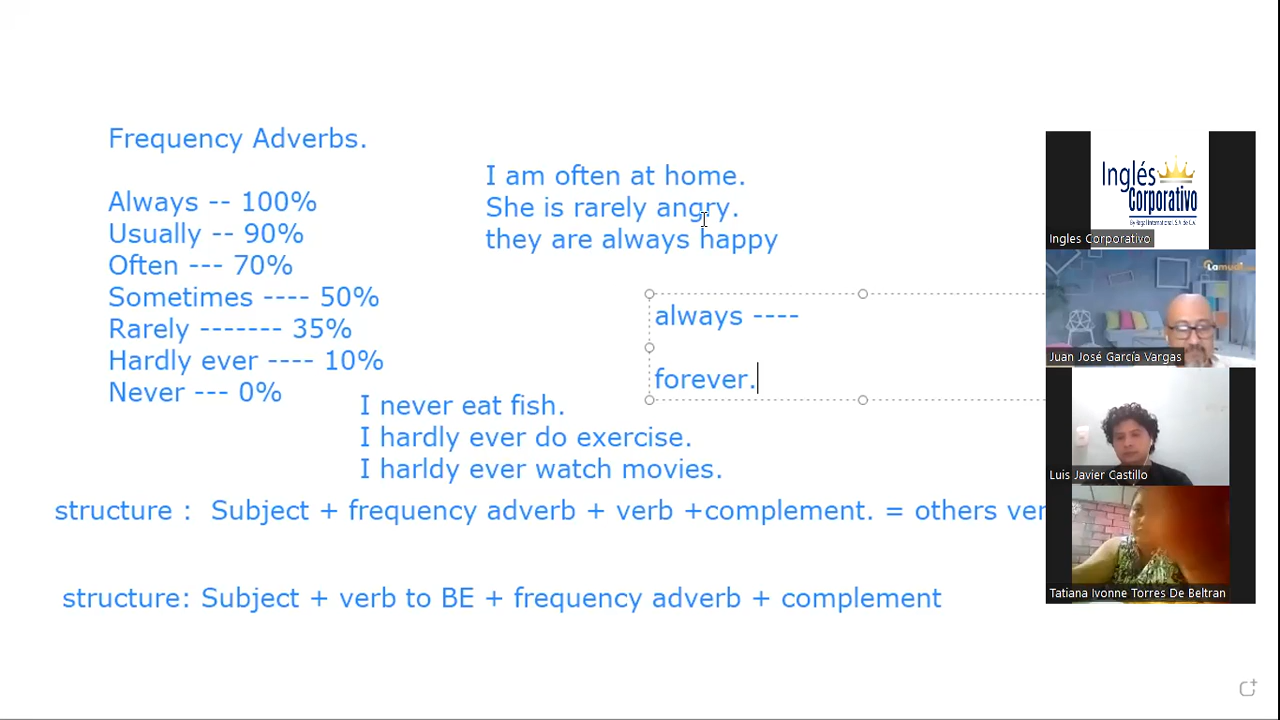 Frequency Adverbs.
Always -- 100%
Usually -- 90%
Often --- 70%
Sometimes ---- 50%
Rarely ------- 35%
Hardly ever ---- 10%
Never --- 0%
I am often at home.
She is rarely angry.
they are always happy
always ----
forever.
I never eat fish.
I hardly ever do exercise.
I harldy ever watch movies.
structure :  Subject + frequency adverb + verb +complement. = others ver
structure: Subject + verb to BE + frequency adverb + complement
Inglés
Corporativo
Ingles Corporativo
Juan José García Vargas
Luis Javier Castillo
Tatiana Ivonne Torres De Beltran